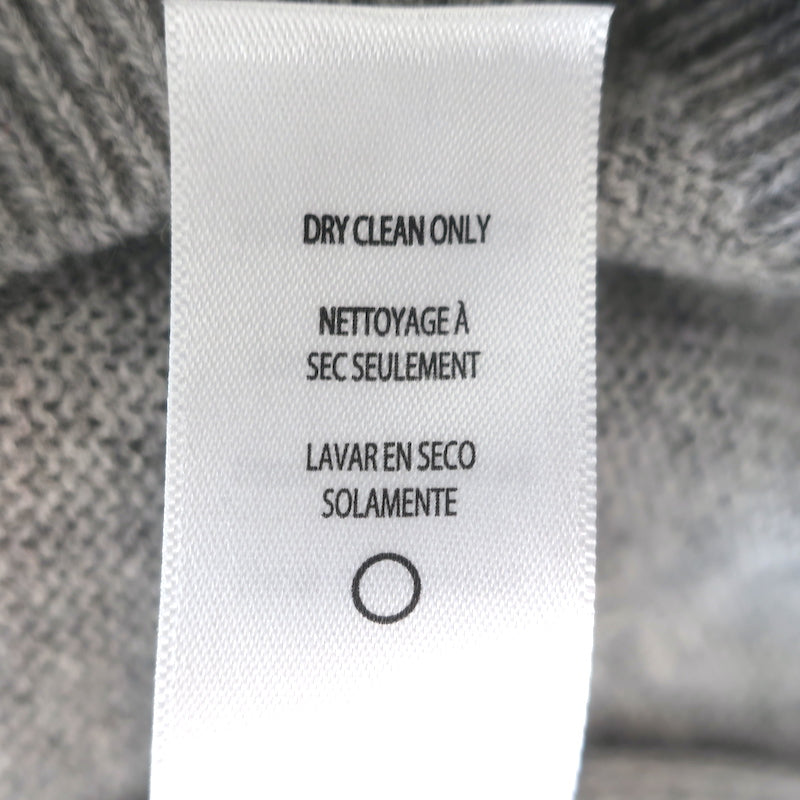 DRY CLEAN ONLY
NETTOYAGE À
SEC SEULEMENT
LAVAR EN SECO
SOLAMENTE